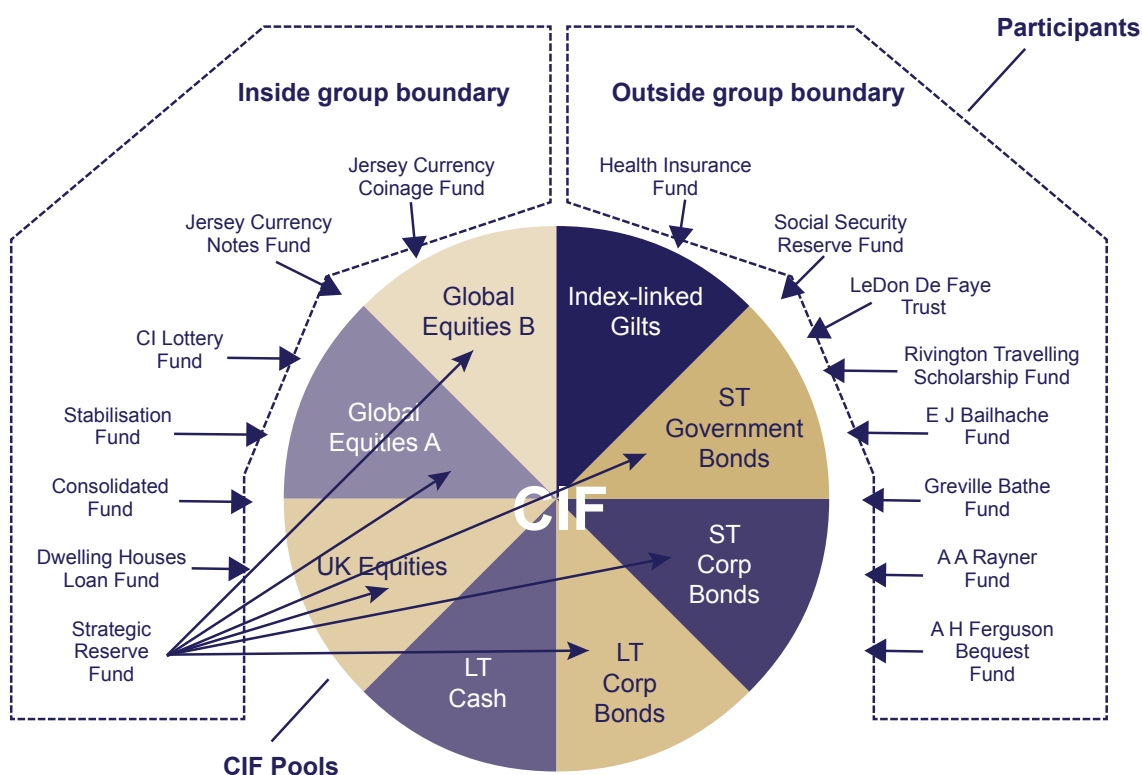 Participants
Inside group boundary
Outside group boundary
Jersey Currency
Coinage Fund
Health Insurance
Fund
Jersey Currency
Notes Fund
Social Security
Reserve Fund
LeDon De Faye
Trust
CI Lottery
Fund
Rivington Travelling
Scholarship Fund
Stabilisation
Fund
E J Bailhache
Fund
Consolidated
Fund
Greville Bathe
Fund
Dwelling Houses
Loan Fund
A A Rayner
Fund
Strategic
Reserve
Fund
A H Ferguson
Bequest
Fund
Global
Equities B
Index-linked
Gilts
Global
Equities A
ST
Government
Bonds
CIF
UK Equities
ST
Corp
Bonds
LT
Cash
LT
Corp
Bonds
CIF Pools